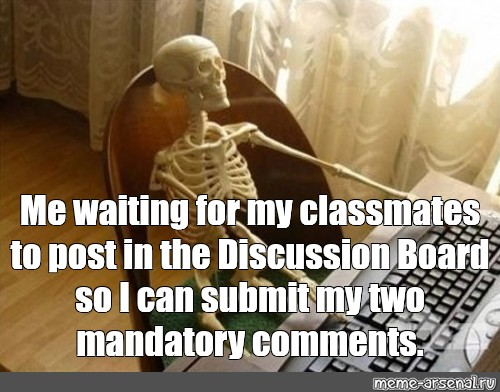 Me waiting for my classmates
to post in the Discussion Board
so I can submit my two
mandatory comments.
meme-arsenal.ru